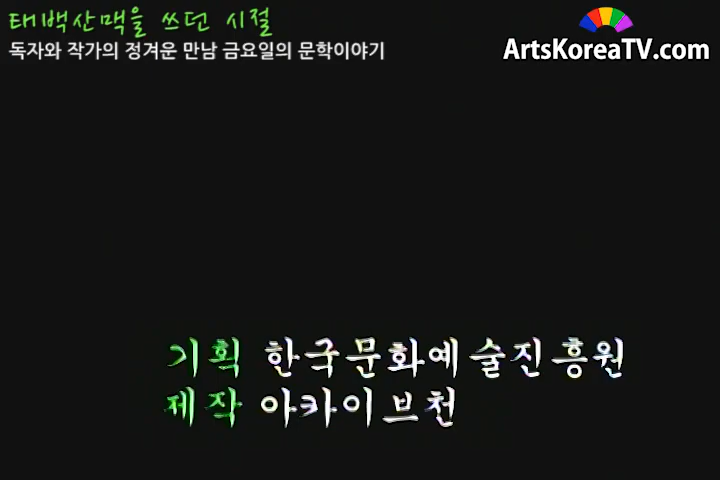 태백산맥을 쓰던 시절
독자와 작가의 정겨운 만남 금요일의 문학이야기
ArtsKoreaTV.com
기획 한국문화예술진흥원
제작 아카이브천